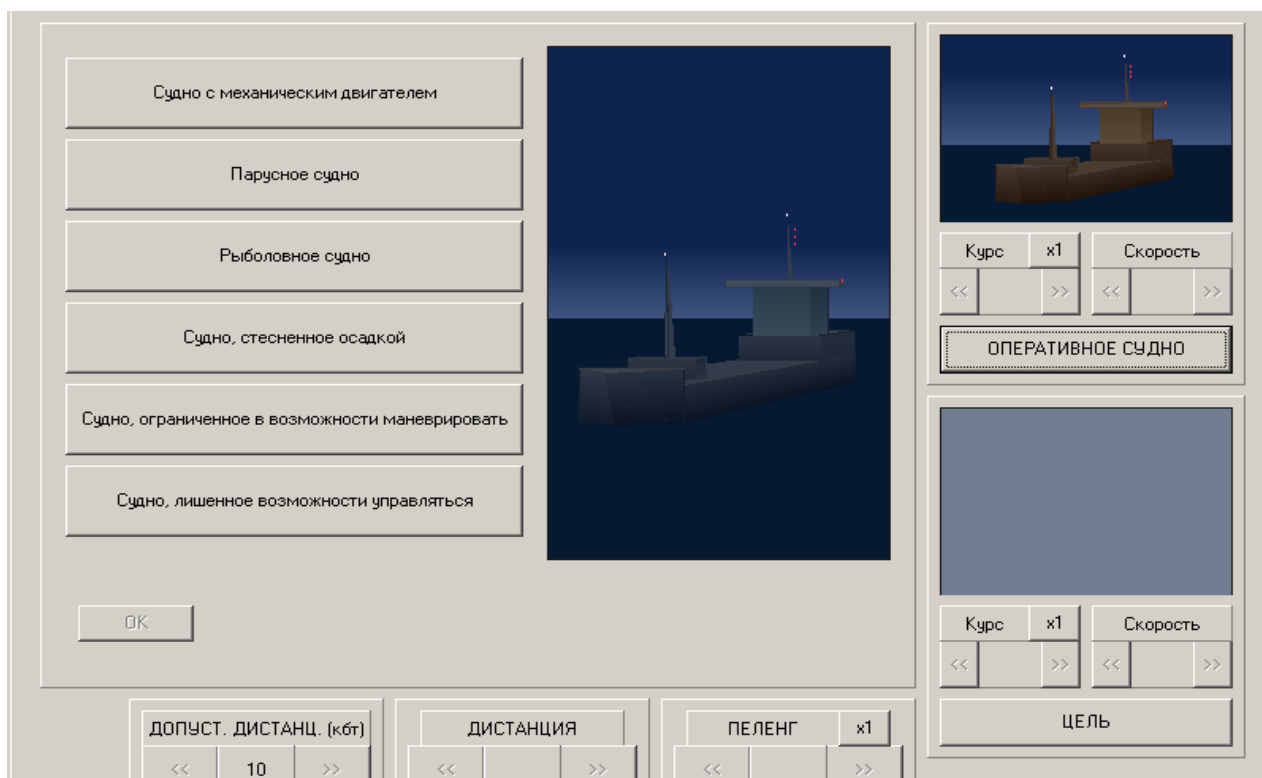 Судно с механическим двигателем
Парусное судно
Рыболовное судно
Судно, стесненное осадкой
Судно, ограниченное в возможности маневрировать
Судно, лишенное возможности управляться
OK
Курс x1 Скорость
<< >> << >>
ОПЕРАТИВНОЕ СУДНО
Курс x1 Скорость
<< >> << >>
ЦЕЛЬ
ДОПУСТ. ДИСТАНЦ. (кбт) ДИСТАНЦИЯ ПЕЛЕНГ x1
<< 10 >> << >> << >>